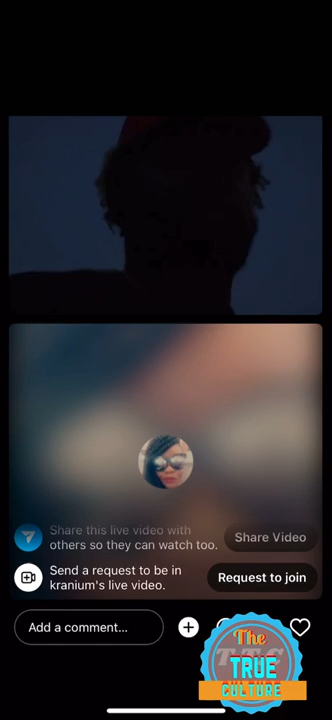 Share this live video with
others so they can watch too.
Share Video
Send a request to be in
kranium's live video.
Request to join
Add a comment...
The
TTC
TRUE
CULTURE